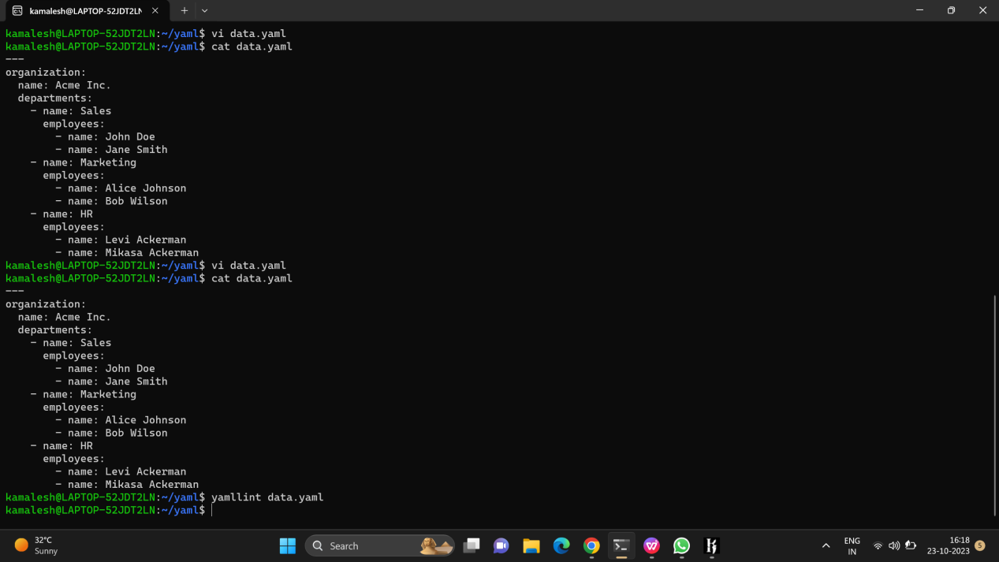 kamalesh@LAPTOP-52JDT2LN
kamalesh@LAPTOP-52JDT2LN:~/yaml$ vi data.yaml
kamalesh@LAPTOP-52JDT2LN:~/yaml$ cat data.yaml
---
organization:
  name: Acme Inc.
  departments:
    - name: Sales
      employees:
        - name: John Doe
        - name: Jane Smith
    - name: Marketing
      employees:
        - name: Alice Johnson
        - name: Bob Wilson
    - name: HR
      employees:
        - name: Levi Ackerman
        - name: Mikasa Ackerman
kamalesh@LAPTOP-52JDT2LN:~/yaml$ vi data.yaml
kamalesh@LAPTOP-52JDT2LN:~/yaml$ cat data.yaml
---
organization:
  name: Acme Inc.
  departments:
    - name: Sales
      employees:
        - name: John Doe
        - name: Jane Smith
    - name: Marketing
      employees:
        - name: Alice Johnson
        - name: Bob Wilson
    - name: HR
      employees:
        - name: Levi Ackerman
        - name: Mikasa Ackerman
kamalesh@LAPTOP-52JDT2LN:~/yaml$ yamllint data.yaml
kamalesh@LAPTOP-52JDT2LN:~/yaml$
32°C
Sunny
Search
ENG
IN
16:18
23-10-2023
5